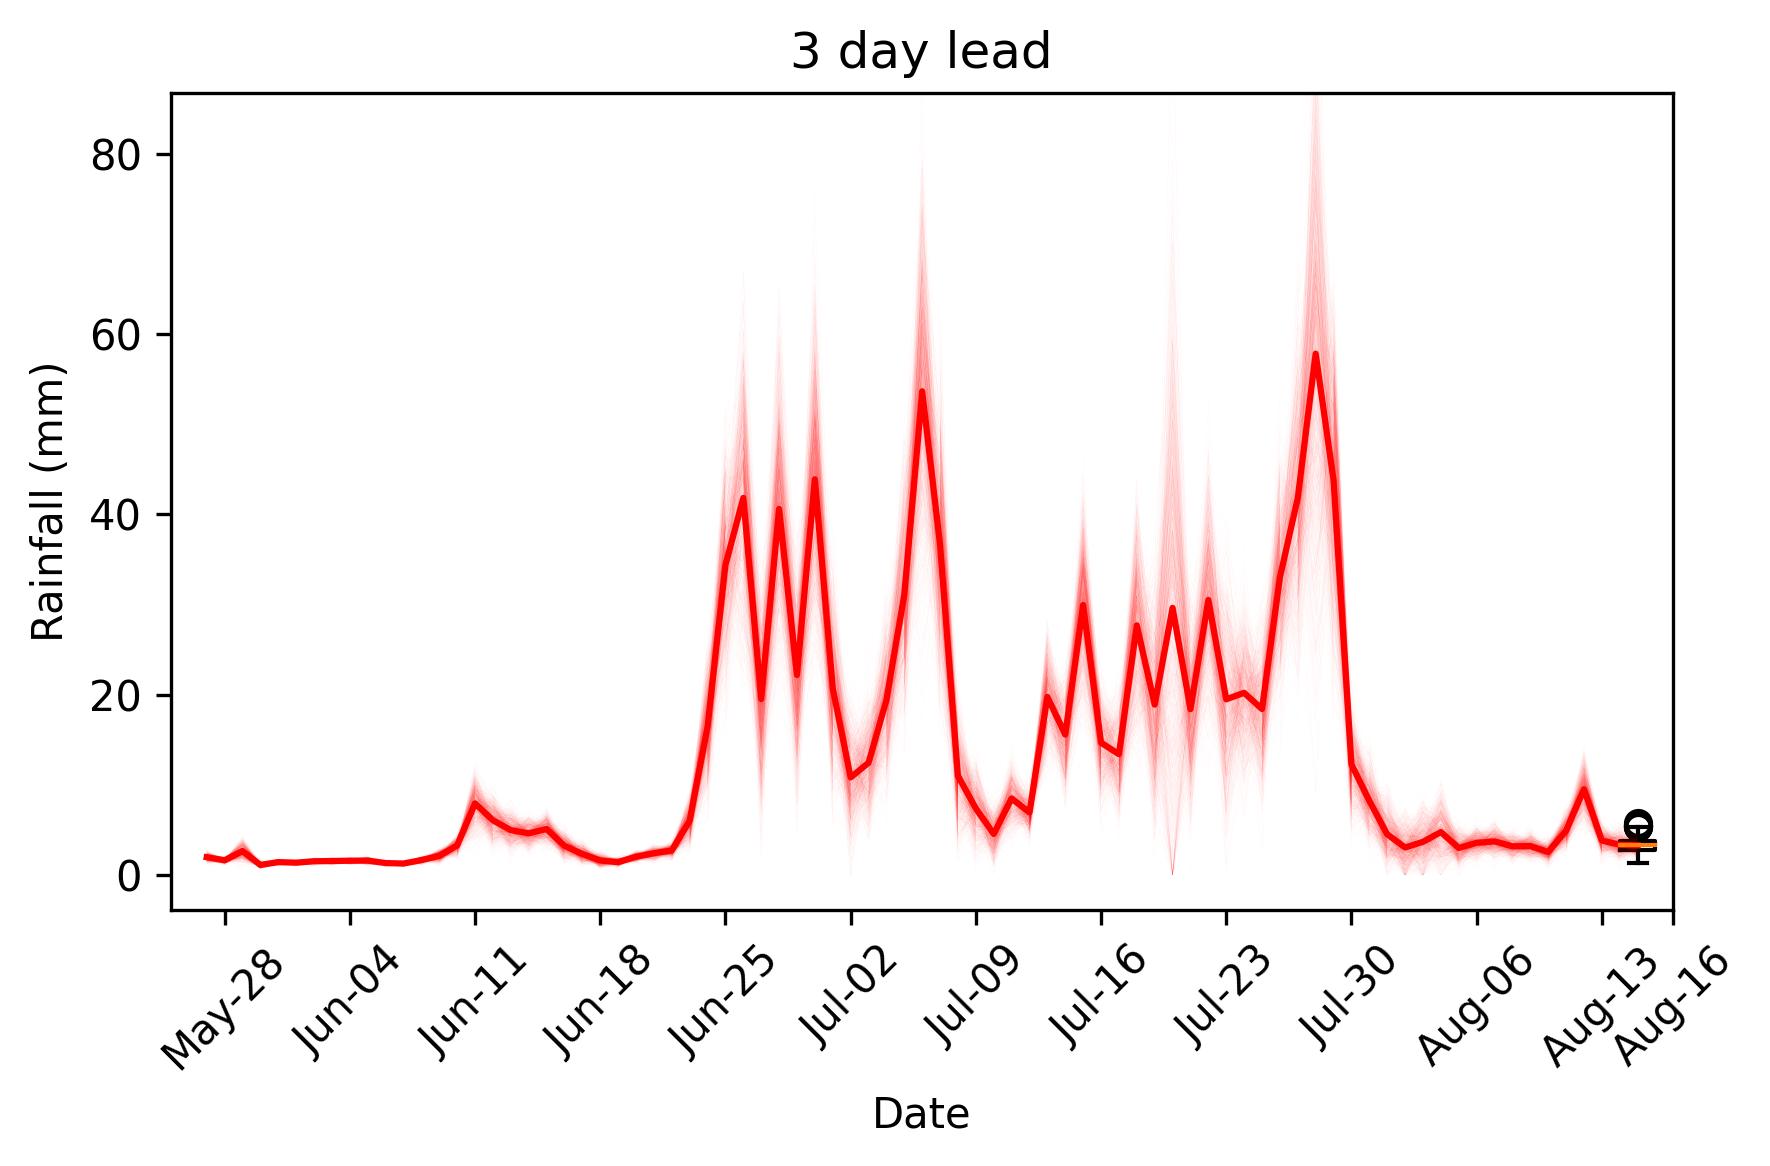 3 day lead
Rainfall (mm)
80
60
40
20
0
May-28
Jun-04
Jun-11
Jun-18
Jun-25
Jul-02
Jul-09
Jul-16
Jul-23
Jul-30
Aug-06
Aug-13
Aug-16
Date